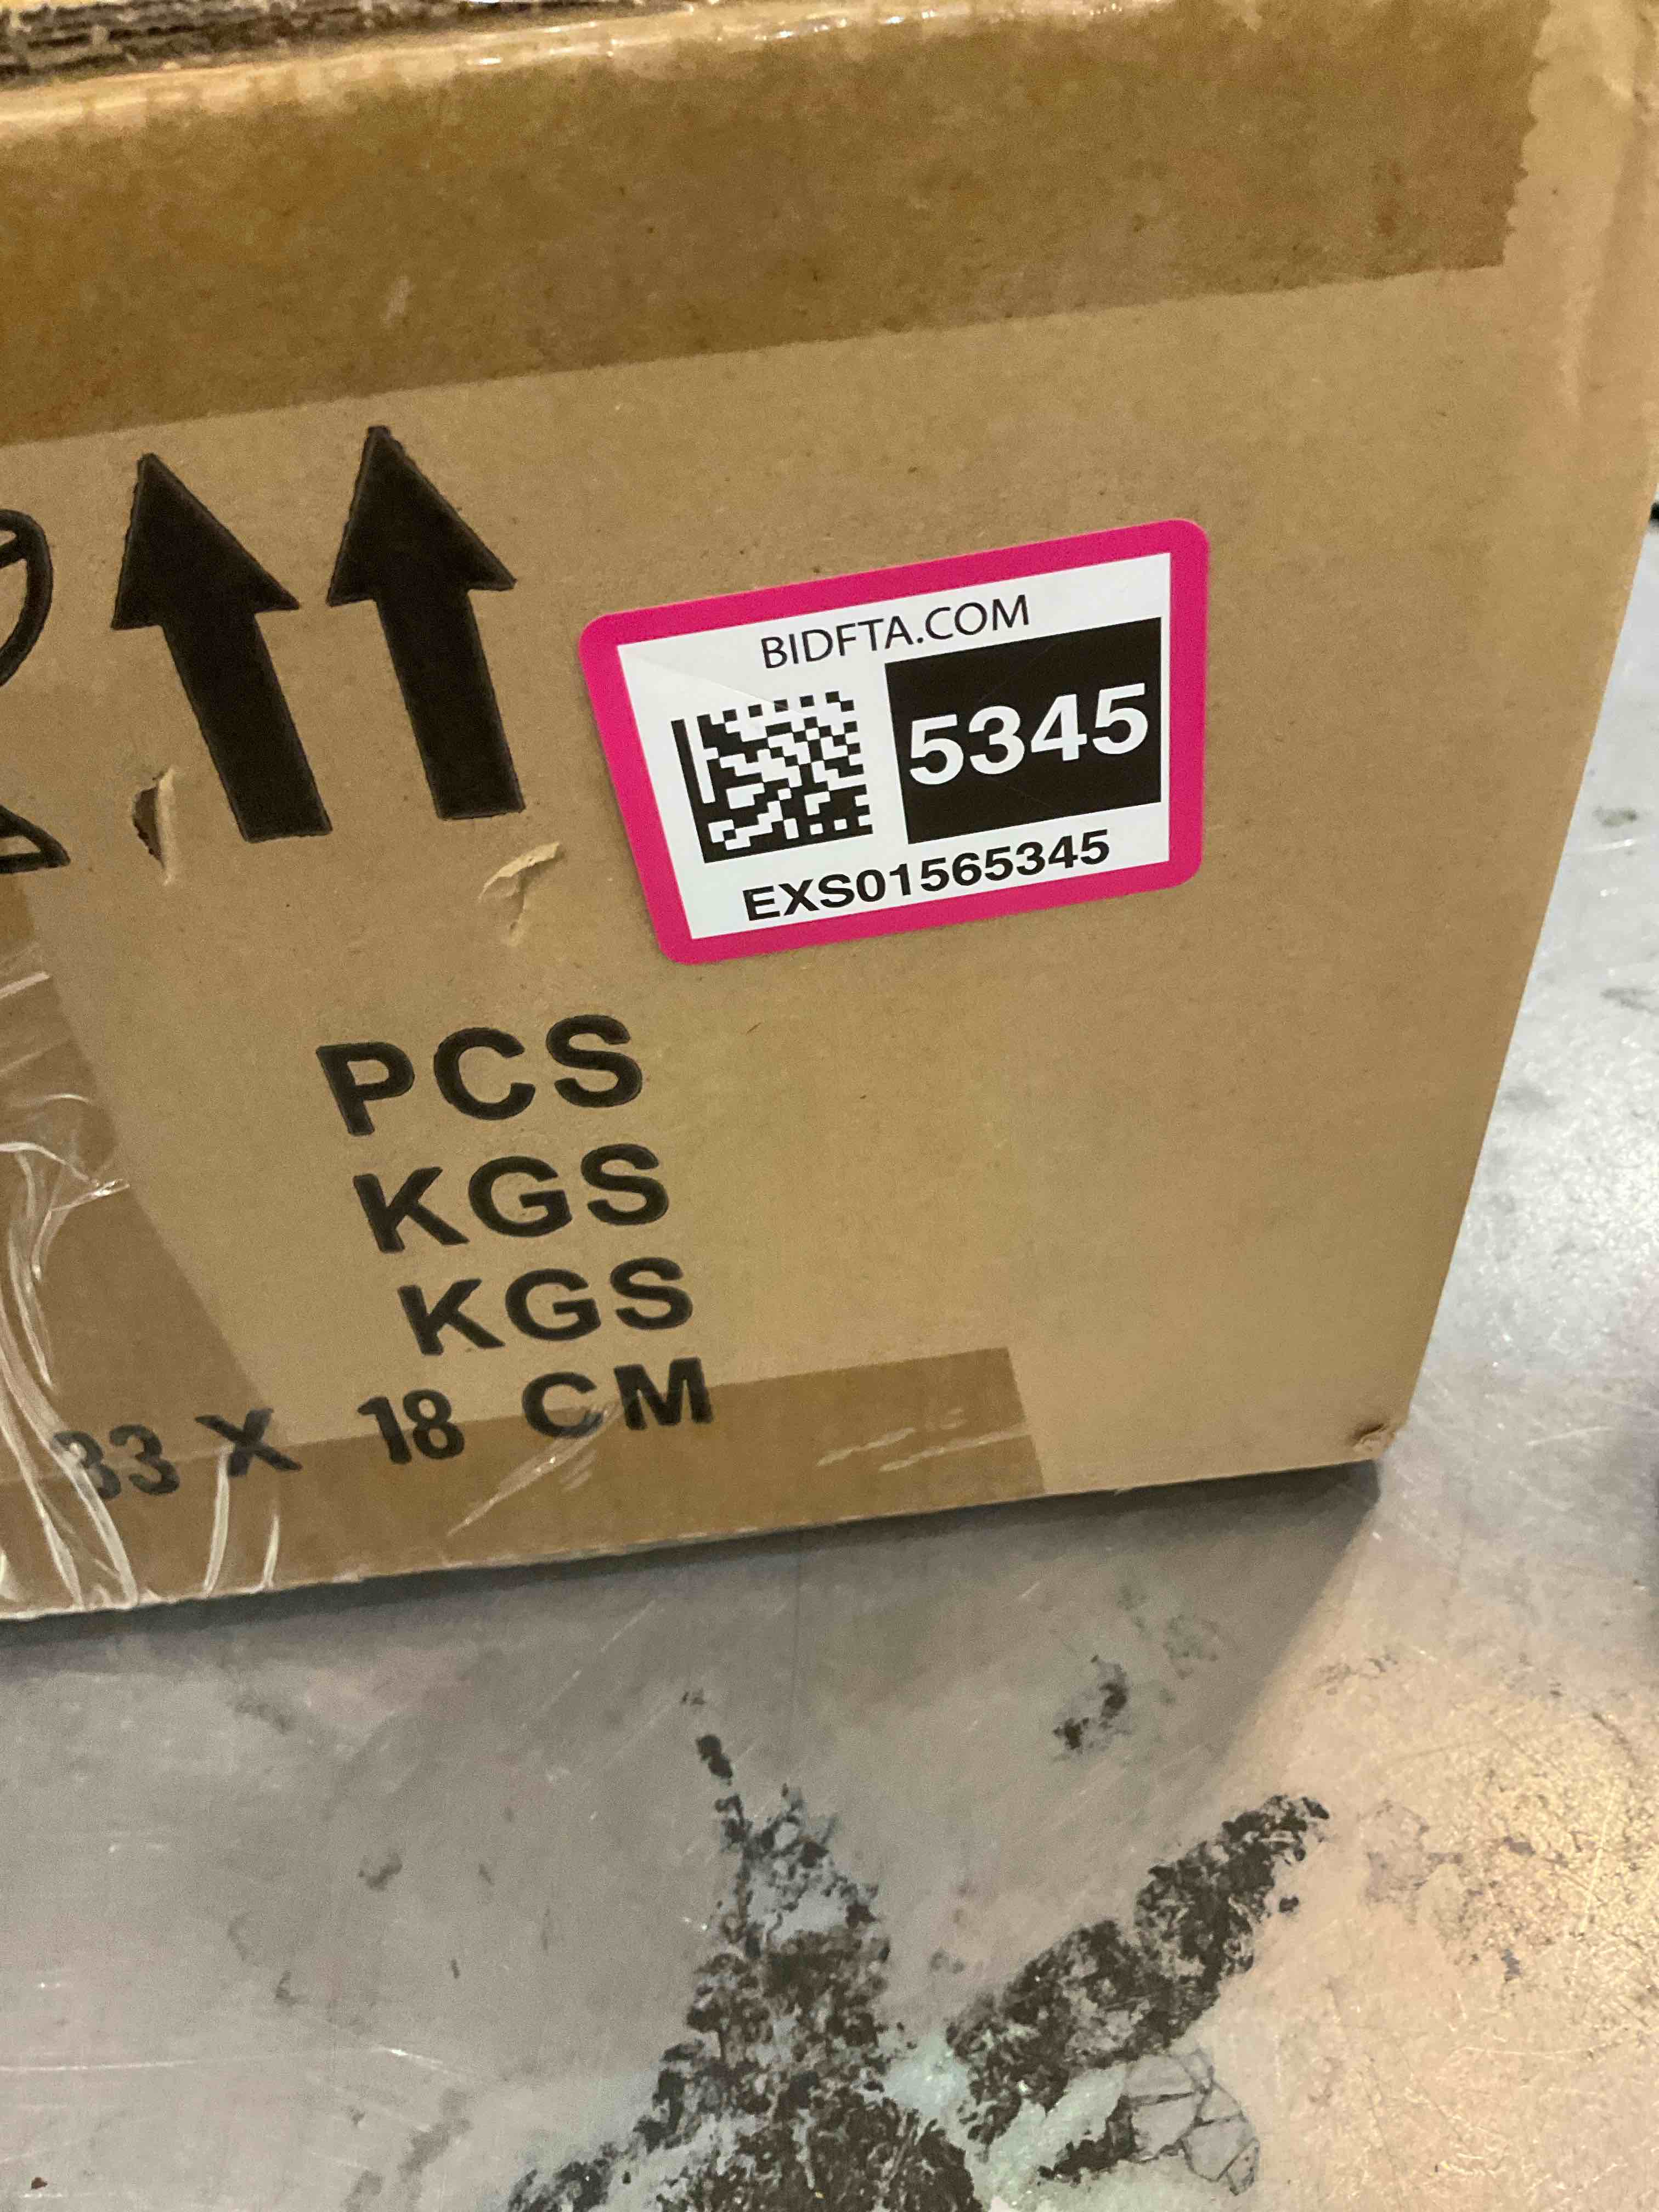 BIDFTA.COM
5345
EXS01565345
PCS
KGS
KGS
33 X 18 CM